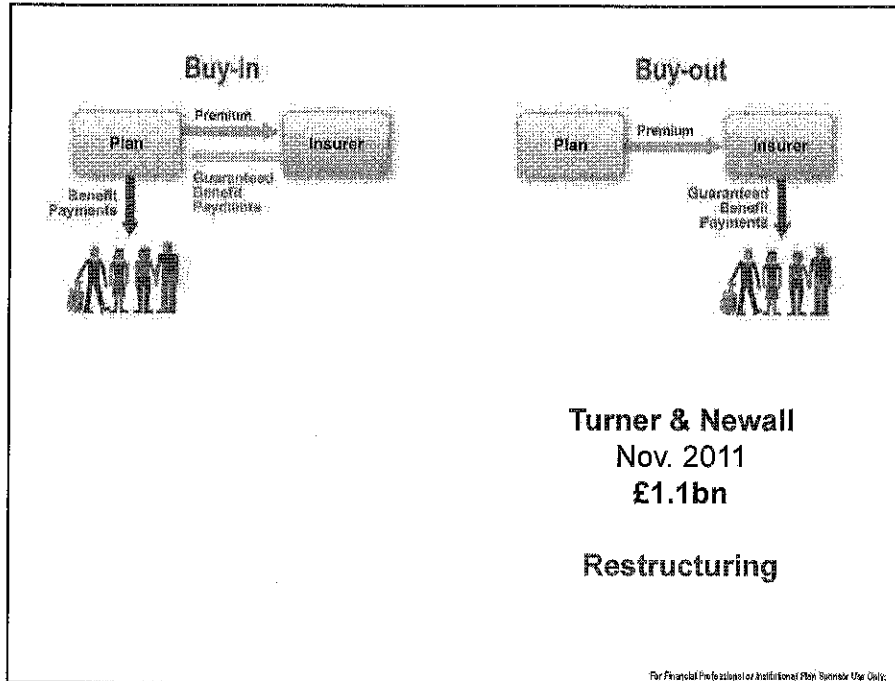 Buy-in
Premium
Plan
Insurer
Guaranteed
Benefit
Payments
Benefit
Payments
Buy-out
Premium
Plan
Insurer
Guaranteed
Benefit
Payments
Turner & Newall
Nov. 2011
£1.1bn
Restructuring
For Financial Professional or Institutional Plan Sponsor Use Only.